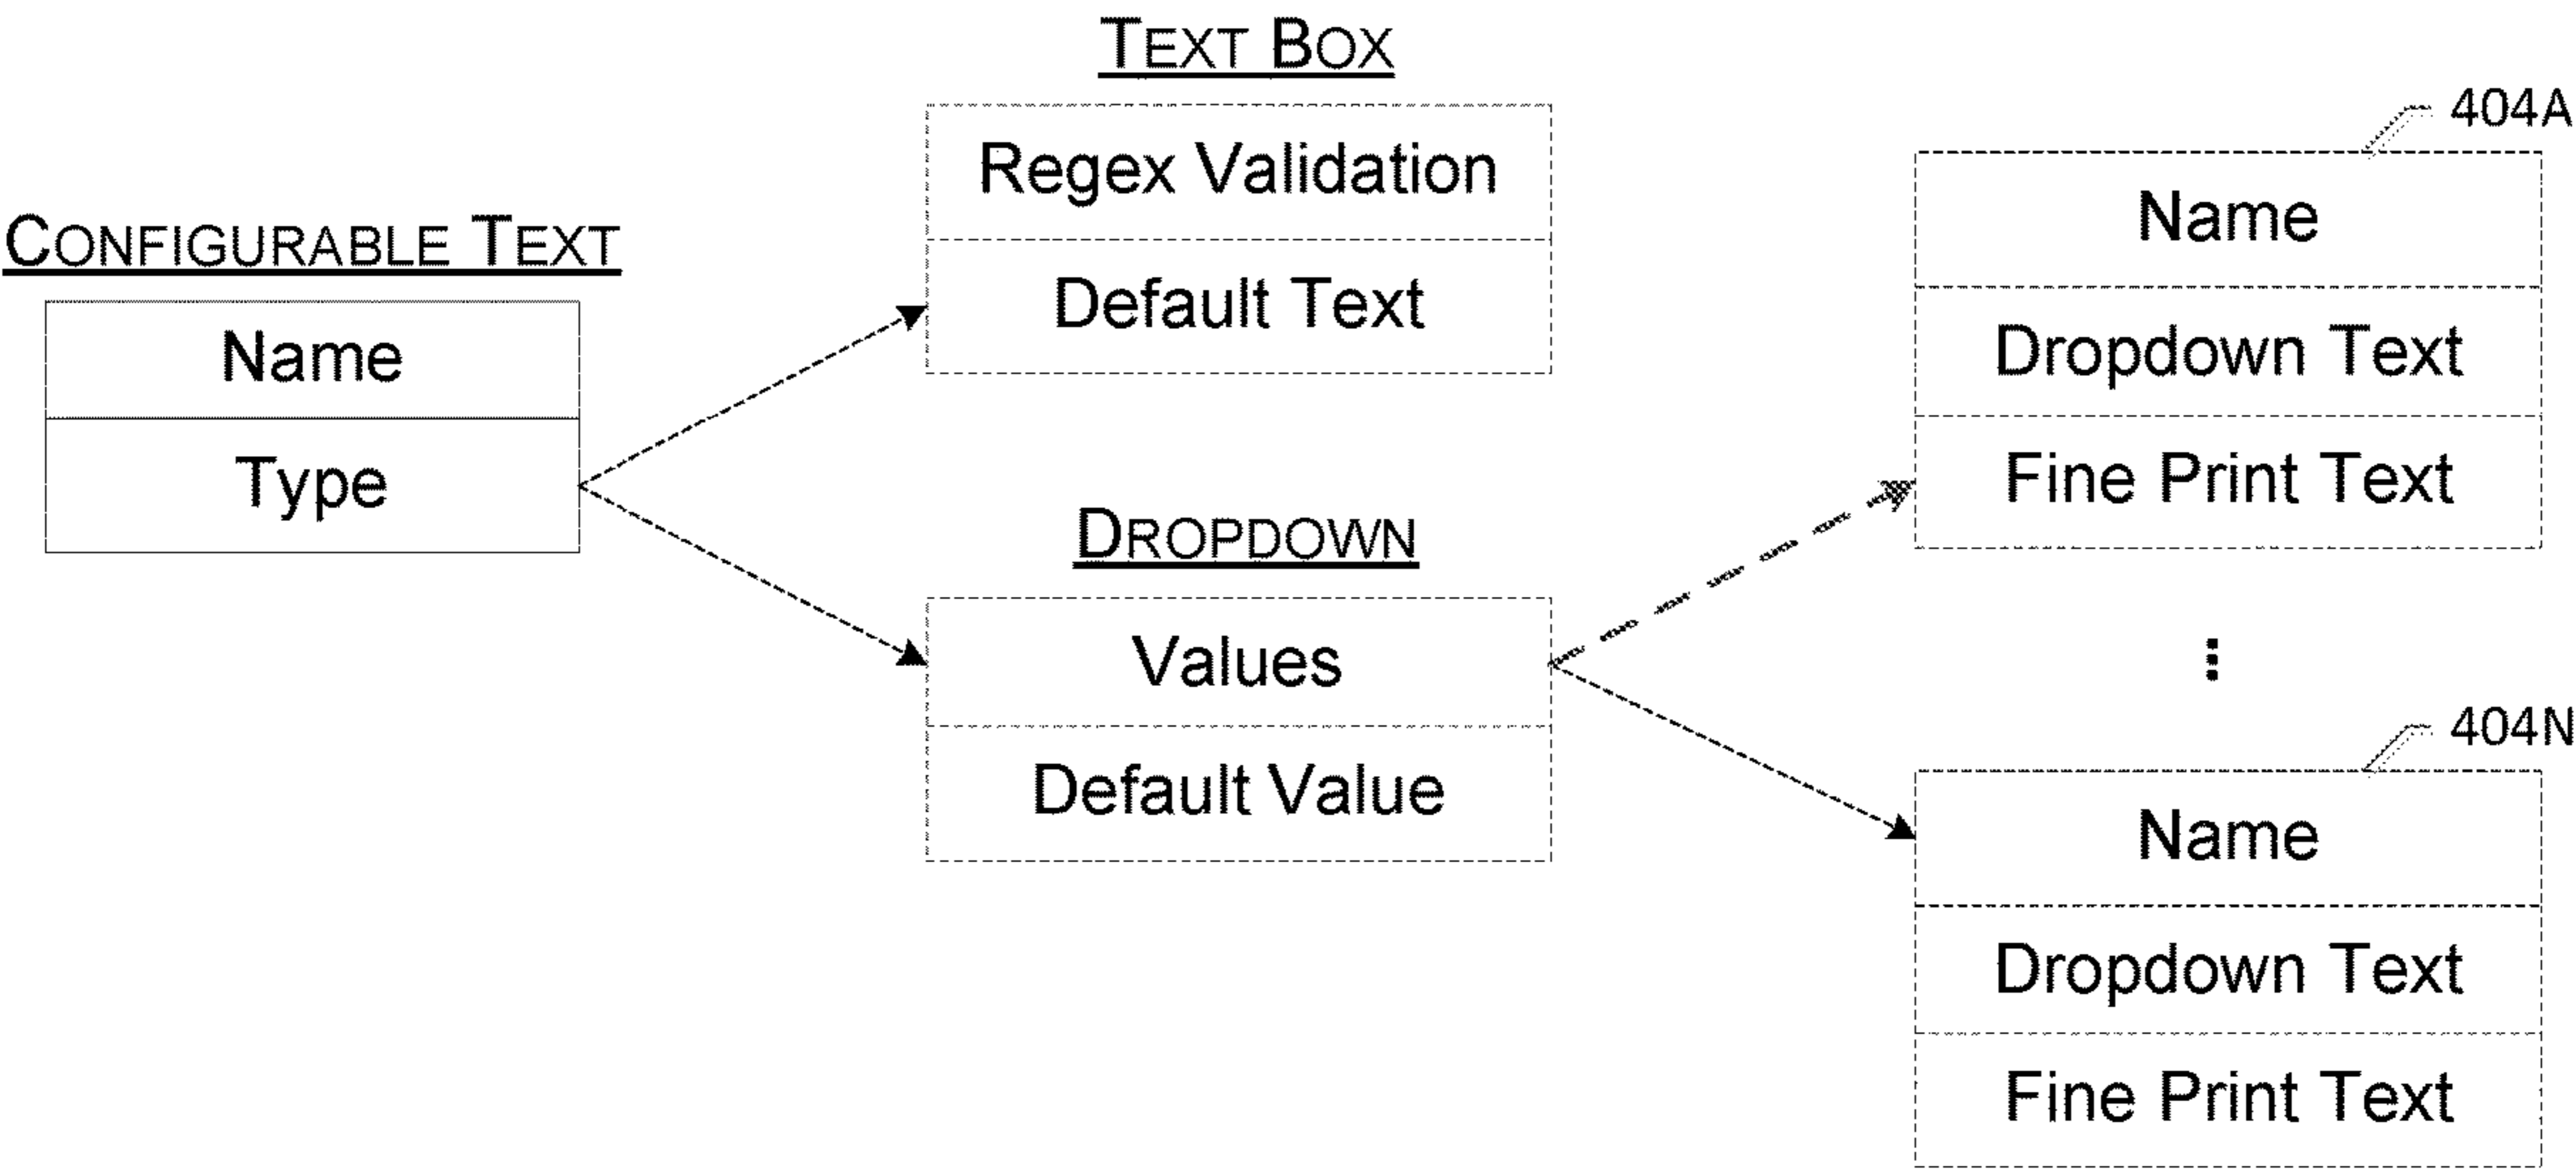 CONFIGURABLE TEXT
Name
Type
TEXT BOX
Regex Validation
Default Text
DROPDOWN
Values
Default Value
404A
Name
Dropdown Text
Fine Print Text
404N
Name
Dropdown Text
Fine Print Text